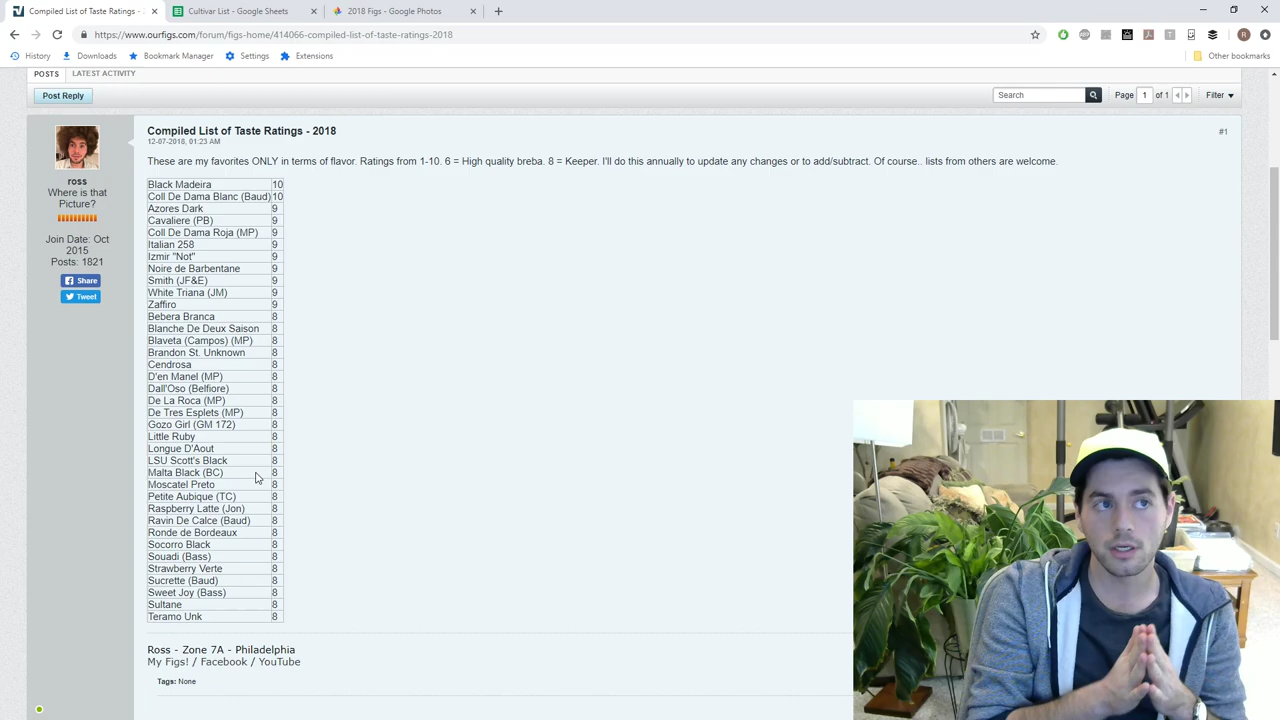 Compiled List of Taste Ratings -
Cultivar List - Google Sheets
2018 Figs - Google Photos
https://www.ourfigs.com/forum/figs-home/414066-compiled-list-of-taste-ratings-2018
History
Downloads
Bookmark Manager
Settings
Extensions
Other bookmarks
POSTS
LATEST ACTIVITY
Post Reply
Search
Page 1 of 1
Filter
Compiled List of Taste Ratings - 2018
#1
12-07-2018, 01:23 AM
These are my favorites ONLY in terms of flavor. Ratings from 1-10. 6 = High qualty breba. 8 = Keeper. I'll do this annually to update any changes or to add/subtract. Of course.. lists from others are welcome.
ross
Where is that
Picture?
Join Date: Oct
2015
Posts: 1821
Share
Tweet
Black Madeira 10
Coll De Dama Blanc (Baud) 10
Azores Dark 9
Cavaliere (PB) 9
Coll De Dama Roja (MP) 9
Italian 258 9
Izmir "Not" 9
Noire de Barbentane 9
Smith (JF&E) 9
White Triana (JM) 9
Zaffiro 9
Bebera Branca 8
Blanche De Deux Saison 8
Blaveta (Campos) (MP) 8
Brandon St. Unknown 8
Cendrosa 8
D'en Manel (MP) 8
Dall'Oso (Belfiore) 8
De La Roca (MP) 8
De Tres Esplets (MP) 8
Gozo Girl (GM 172) 8
Little Ruby 8
Longue D'Aout 8
LSU Scott's Black 8
Malta Black (BC) 8
Moscatel Preto 8
Petite Aubique (TC) 8
Raspberry Latte (Jon) 8
Ravin De Calce (Baud) 8
Ronde de Bordeaux 8
Socorro Black 8
Souadi (Bass) 8
Strawberry Verte 8
Sucrette (Baud) 8
Sweet Joy (Bass) 8
Sultane 8
Teramo Unk 8
Ross - Zone 7A - Philadelphia
My Figs! / Facebook / YouTube
Tags: None